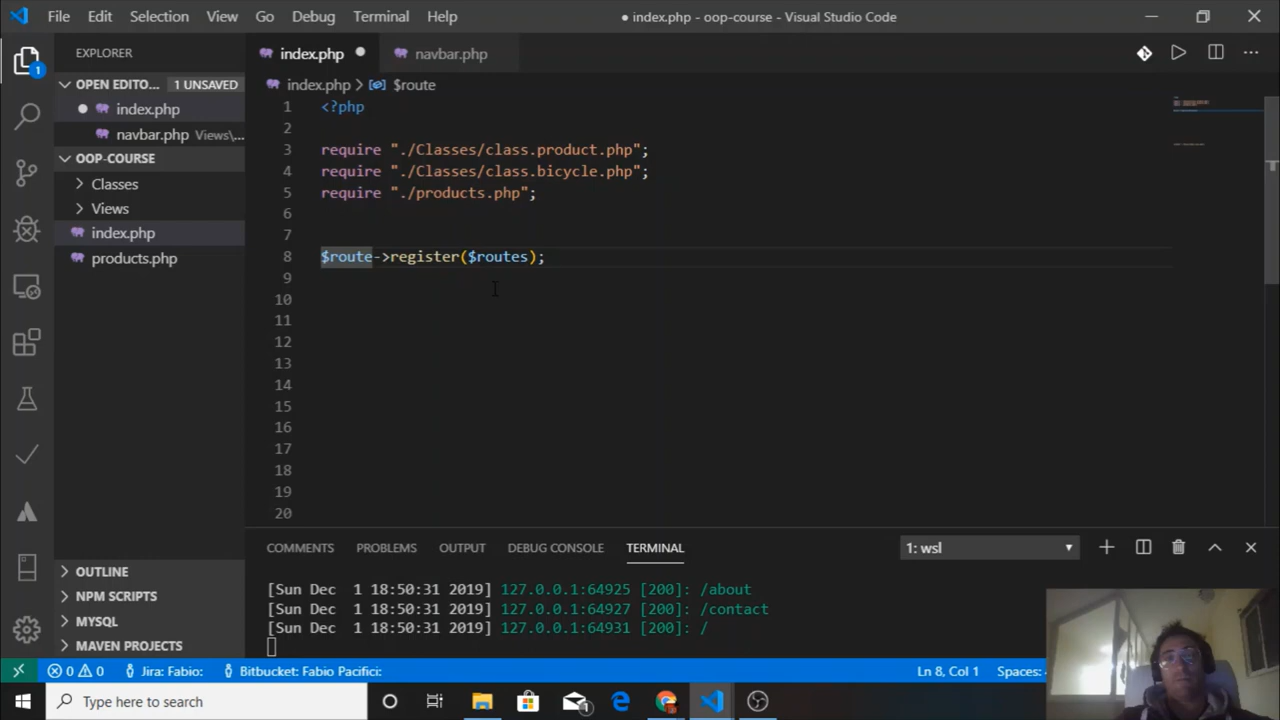 File Edit Selection View Go Debug Terminal Help
● index.php - oop-course - Visual Studio Code
EXPLORER
index.php
navbar.php
OPEN EDITO... 1 UNSAVED
index.php
navbar.php Views\...
OOP-COURSE
Classes
Views
index.php
products.php
OUTLINE
NPM SCRIPTS
MYSQL
MAVEN PROJECTS
index.php > $route
1 <?php
2
3 require "./Classes/class.product.php";
4 require "./Classes/class.bicycle.php";
5 require "./products.php";
6
7
8 $route->register($routes);
9
10
11
12
13
14
15
16
17
18
19
20
COMMENTS PROBLEMS OUTPUT DEBUG CONSOLE TERMINAL 1: wsl
[Sun Dec 1 18:50:31 2019] 127.0.0.1:64925 [200]: /about
[Sun Dec 1 18:50:31 2019] 127.0.0.1:64927 [200]: /contact
[Sun Dec 1 18:50:31 2019] 127.0.0.1:64931 [200]: /
0 0 Jira: Fabio: Bitbucket: Fabio Pacifici: Ln 8, Col 1 Spaces:
Type here to search
1
1